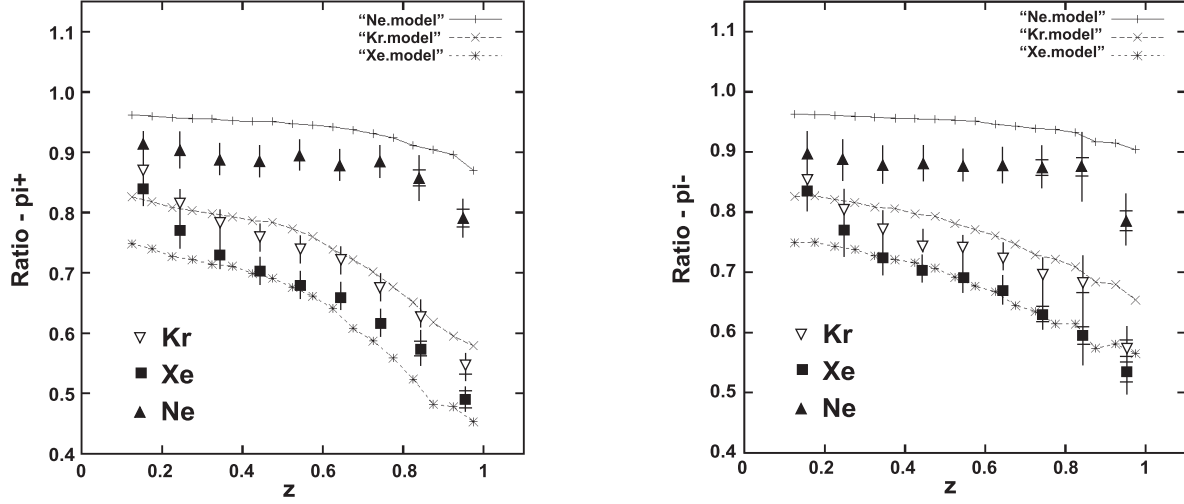 "Ne.model"
"Kr.model"
"Xe.model"
1.1
1.0
0.9
0.8
0.7
0.6
0.5
0.4
Ratio - pi+
Kr
Xe
Ne
0
0.2
0.4
0.6
0.8
1
z
"Ne.model"
"Kr.model"
"Xe.model"
1.1
1.0
0.9
0.8
0.7
0.6
0.5
0.4
Ratio - pi-
Kr
Xe
Ne
0
0.2
0.4
0.6
0.8
1
z